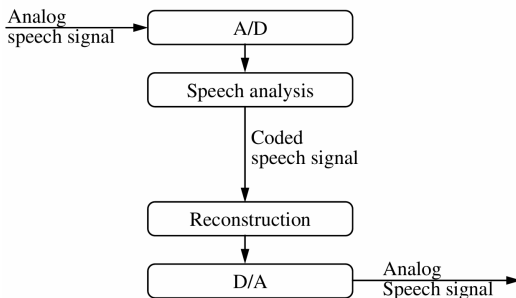 Analog
speech signal
A/D
Speech analysis
Coded
speech signal
Reconstruction
D/A
Analog
Speech signal